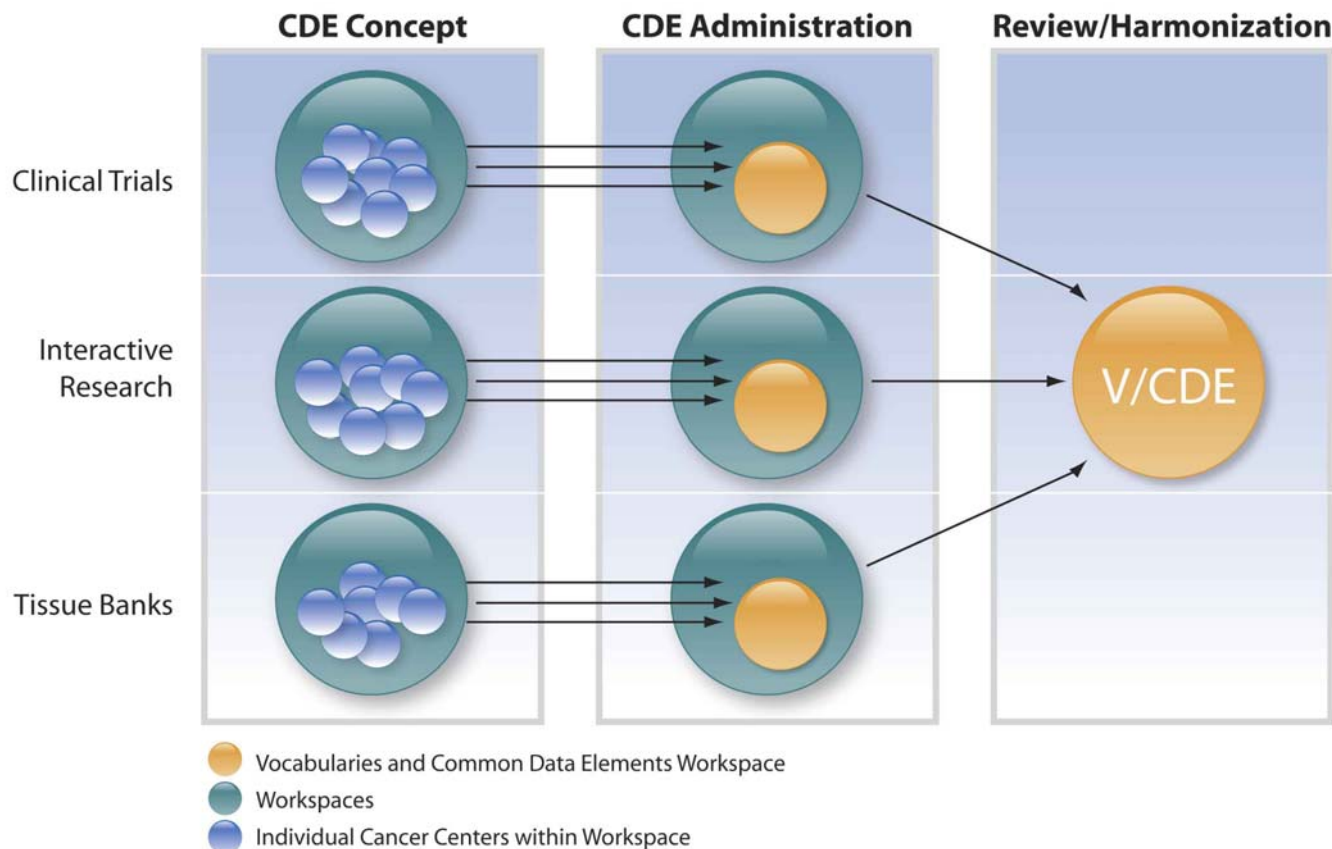 CDE Concept
CDE Administration
Review/Harmonization
Clinical Trials
Interactive
Research
V/CDE
Tissue Banks
Vocabularies and Common Data Elements Workspace
Workspaces
Individual Cancer Centers within Workspace